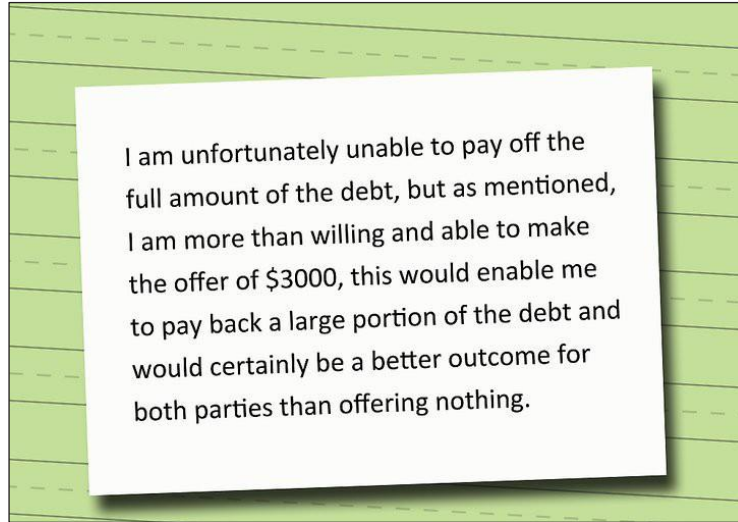 I am unfortunately unable to pay off the
full amount of the debt, but as mentioned,
I am more than willing and able to make
the offer of $3000, this would enable me
to pay back a large portion of the debt and
would certainly be a better outcome for
both parties than offering nothing.